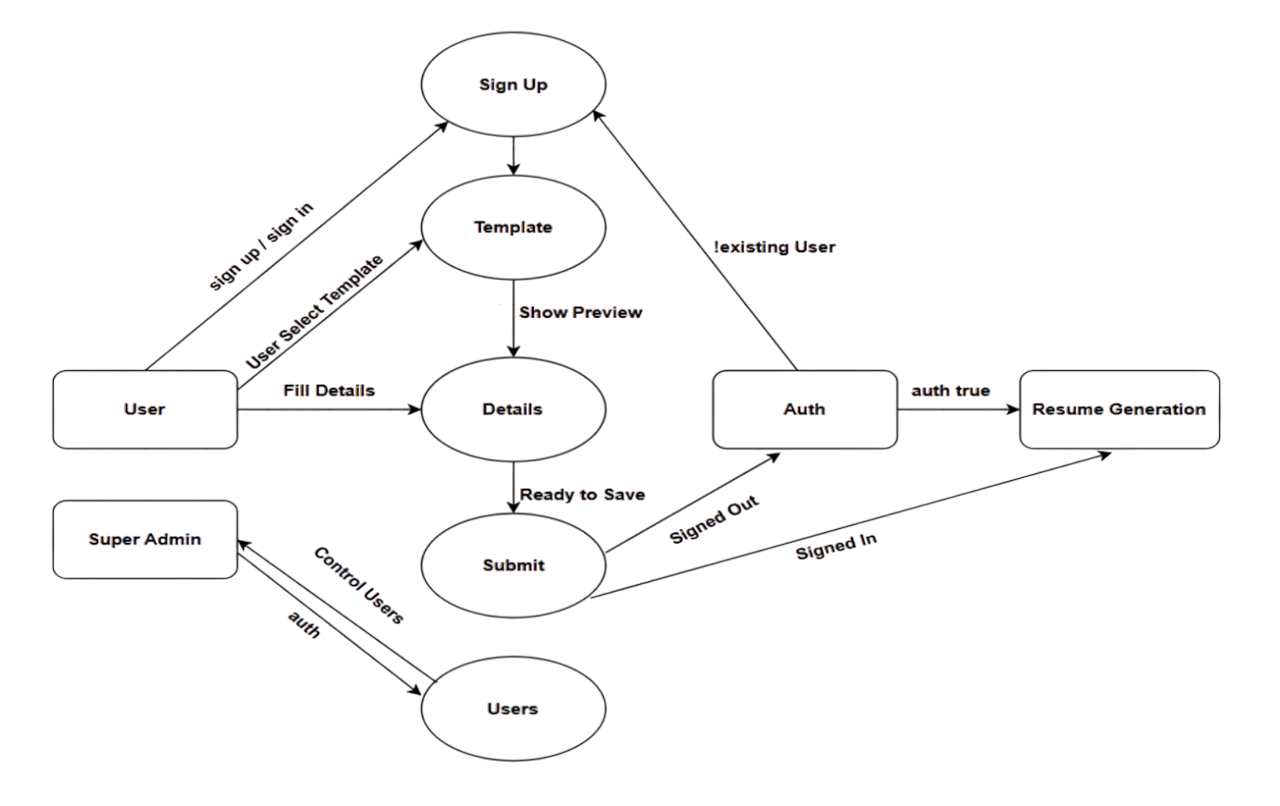 Sign Up
sign up / sign in
Template
!existing User
User Select Template
Show Preview
User
Fill Details
Details
Auth
auth true
Resume Generation
Ready to Save
Signed Out
Super Admin
Control Users
Submit
Signed In
auth
Users